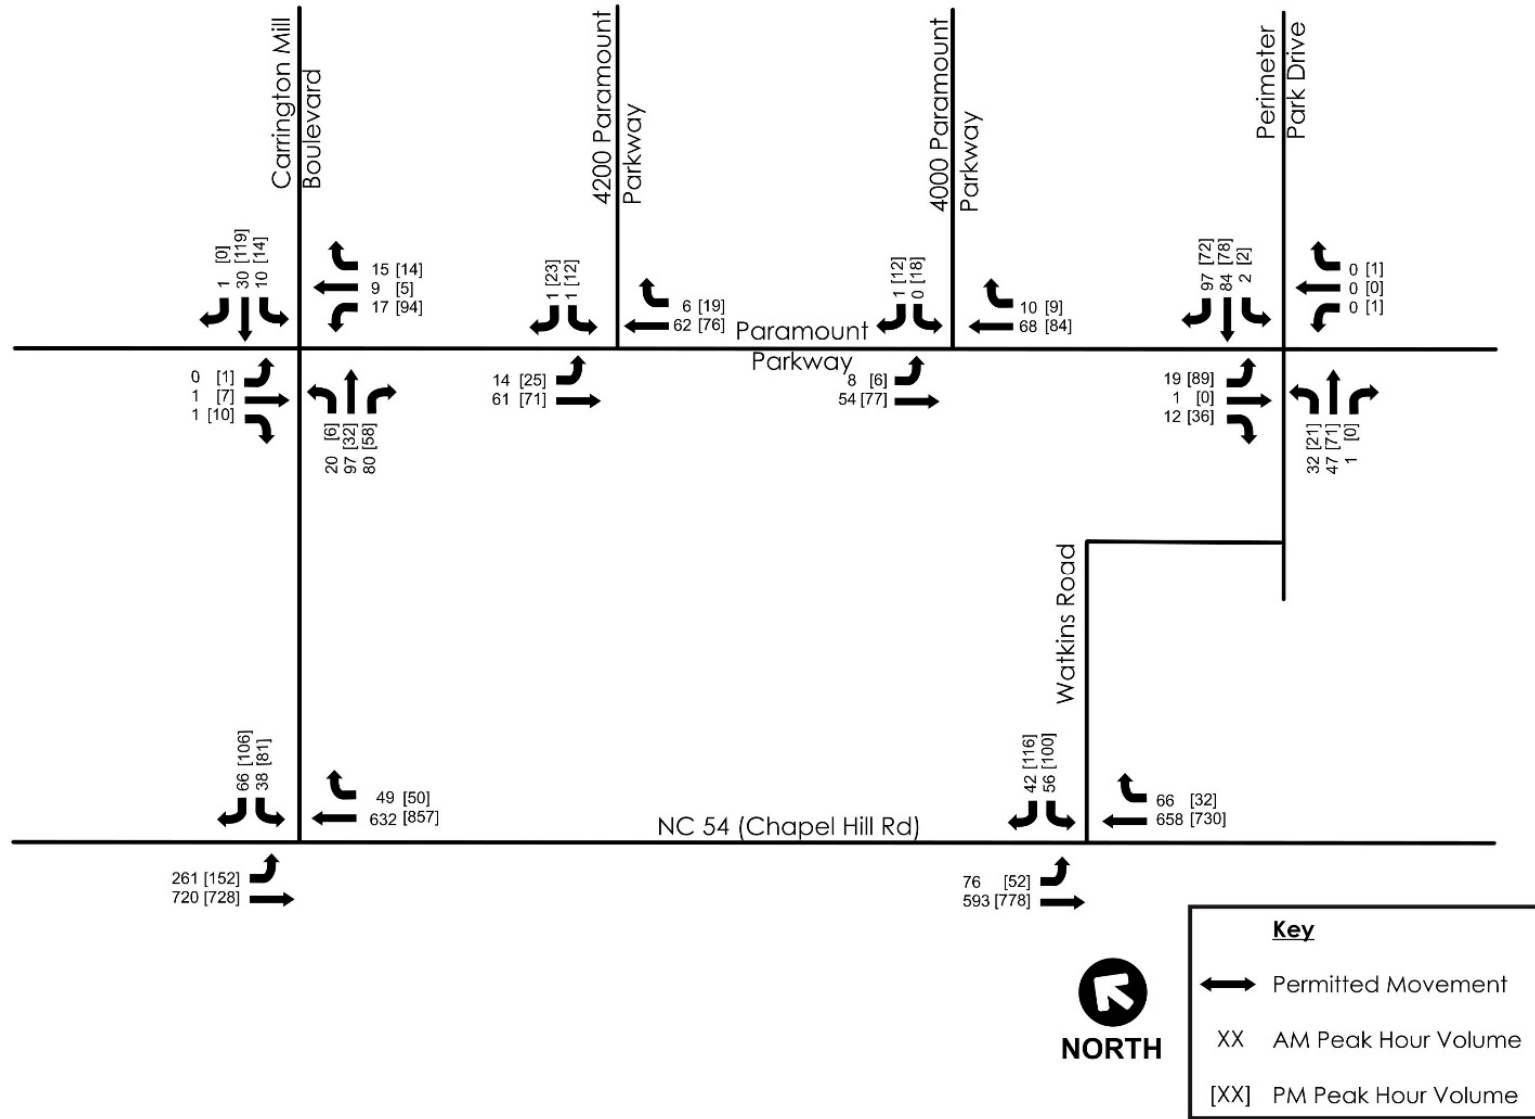 Carrington Mill
Boulevard
4200 Paramount
Parkway
4000 Paramount
Parkway
Perimeter
Park Drive
1 [0]
30 [119]
10 [14]
15 [14]
9 [5]
17 [94]
1 [23]
1 [12]
6 [19]
62 [76]
1 [12]
0 [18]
10 [9]
68 [84]
97 [72]
84 [78]
2 [2]
0 [1]
0 [0]
0 [1]
Paramount
Parkway
0 [1]
1 [7]
1 [10]
20 [6]
97 [32]
80 [58]
14 [25]
61 [71]
8 [6]
54 [77]
19 [89]
1 [0]
12 [36]
32 [21]
47 [71]
1 [0]
Watkins Road
66 [106]
38 [81]
49 [50]
632 [857]
42 [116]
56 [100]
66 [32]
658 [730]
NC 54 (Chapel Hill Rd)
261 [152]
720 [728]
76 [52]
593 [778]
NORTH
Key
Permitted Movement
XX AM Peak Hour Volume
[XX] PM Peak Hour Volume